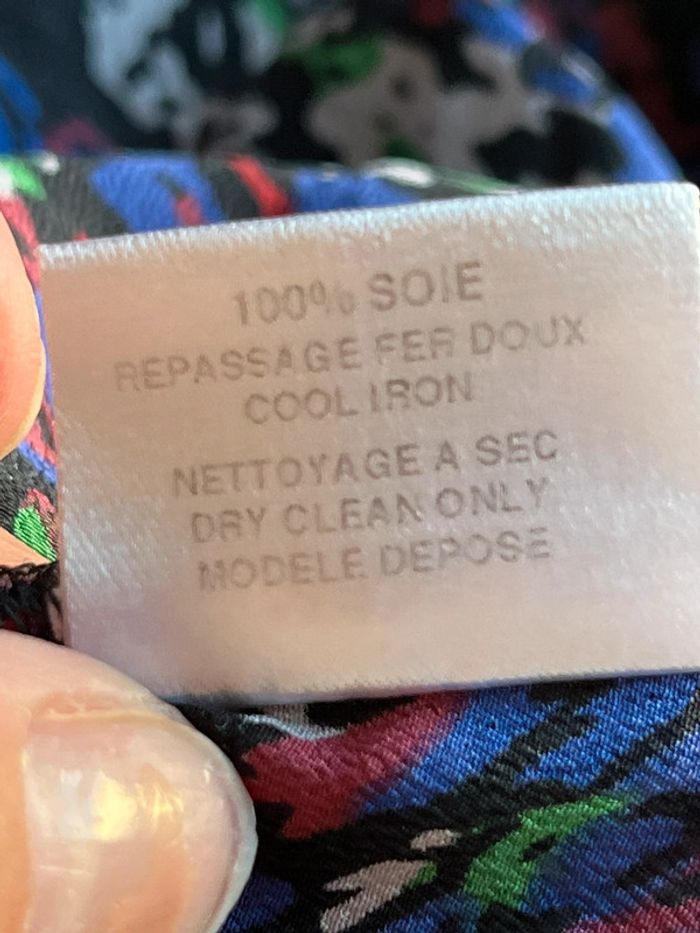 100% SOIE
REPASSAGE FER DOUX
COOL IRON
NETTOYAGE A SEC
DRY CLEAN ONLY
MODELE DEPOSE